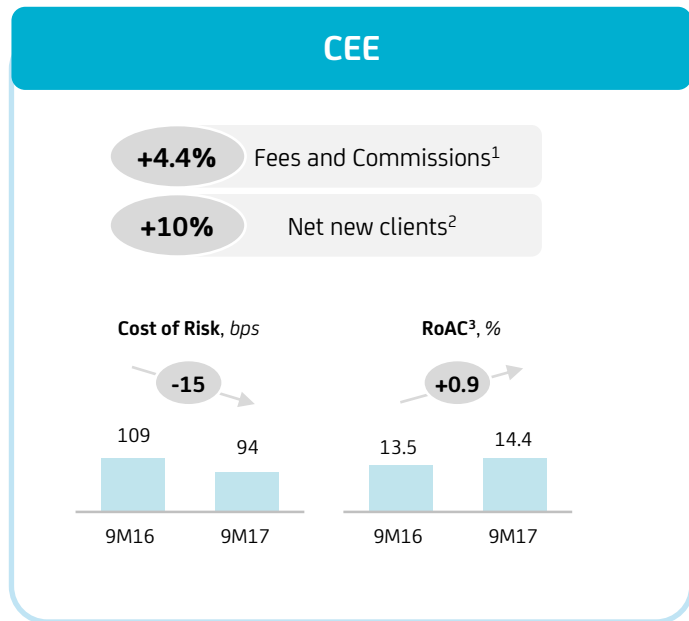 CEE
+4.4% Fees and Commissions¹
+10% Net new clients²
Cost of Risk, bps
-15
109
94
9M16
9M17
RoAC³, %
+0.9
13.5
14.4
9M16
9M17